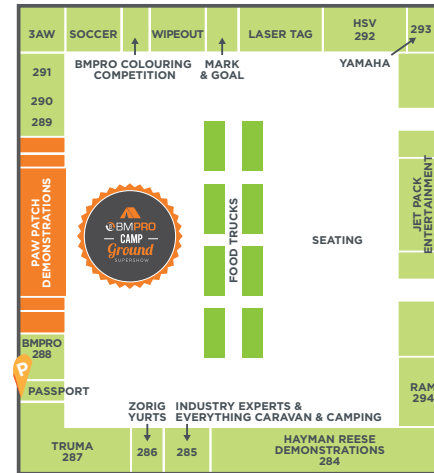 3AW
SOCCER
WIPEOUT
LASER TAG
HSV
292
293
BMPRO COLOURING
COMPETITION
MARK
& GOAL
YAMAHA
291
290
289
PAW PATCH
DEMONSTRATIONS
BMPRO
CAMP
Ground
SUPERSHOW
FOOD TRUCKS
SEATING
JET PACK
ENTERTAINMENT
BMPRO
288
P
PASSPORT
RAM
294
ZORIG
YURTS
INDUSTRY EXPERTS &
EVERYTHING CARAVAN & CAMPING
TRUMA
287
286
285
HAYMAN REESE
DEMONSTRATIONS
284